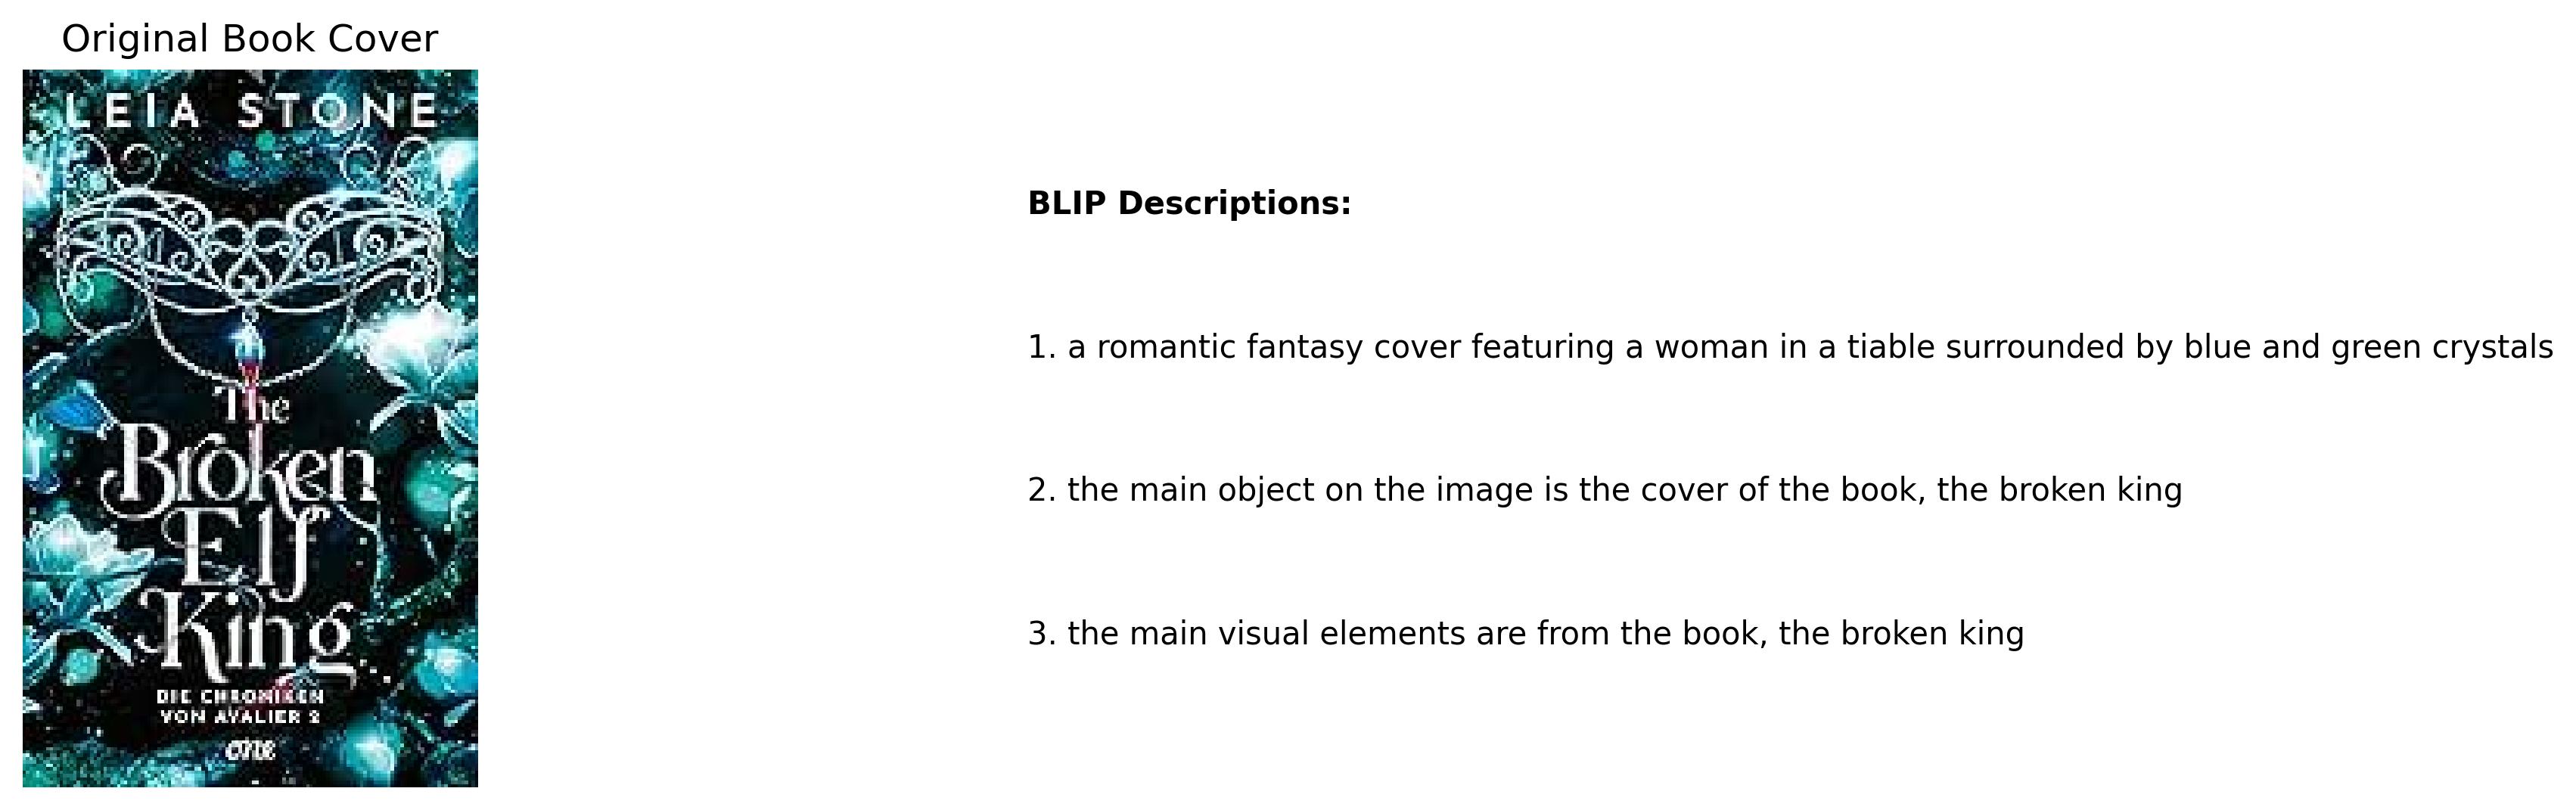 Original Book Cover
LEIA STONE
The
Broken
Elf
King
DIE CHRONIKEN
VON AVALIER 2
one
BLIP Descriptions:
1. a romantic fantasy cover featuring a woman in a tiable surrounded by blue and green crystals
2. the main object on the image is the cover of the book, the broken king
3. the main visual elements are from the book, the broken king